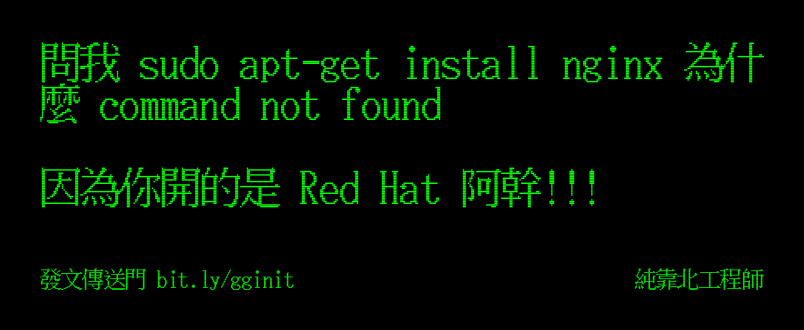 問我 sudo apt-get install nginx 為什
麼 command not found
因為你開的是 Red Hat 阿幹!!!
發文傳送門 bit.ly/gginit
純靠北工程師